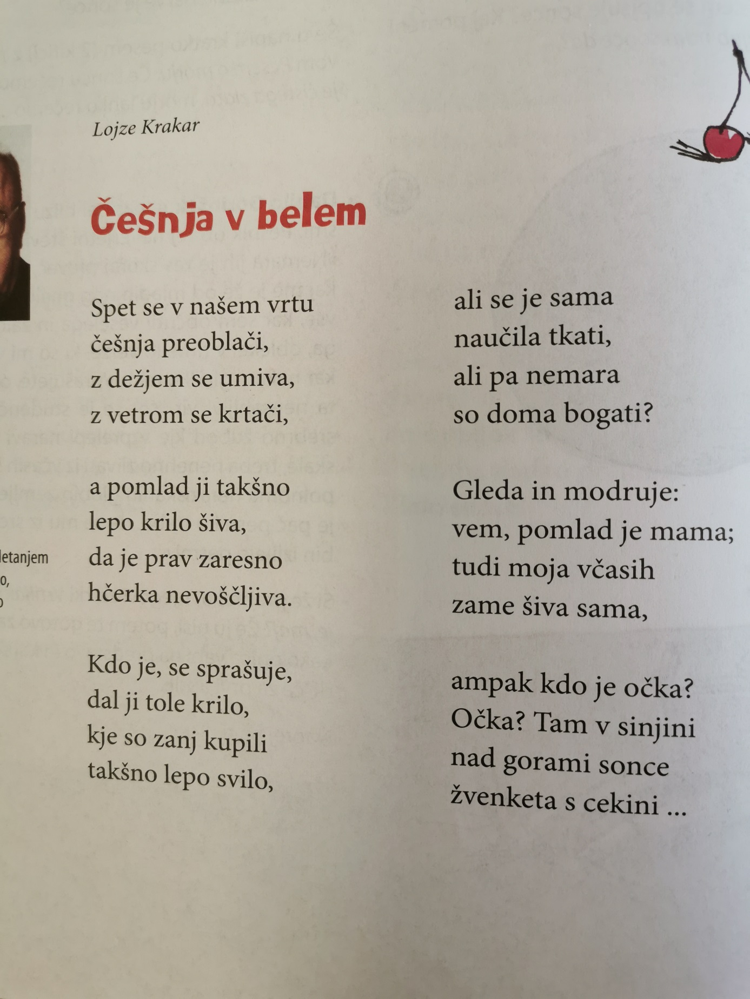 Lojze Krakar
Češnja v belem
Spet se v našem vrtu
češnja preoblači,
z dežjem se umiva,
z vetrom se krtači,
a pomlad ji takšno
lepo krilo šiva,
da je prav zaresno
hčerka nevoščljiva.
Kdo je, se sprašuje,
dal ji tole krilo,
kje so zanj kupili
takšno lepo svilo,
ali se je sama
naučila tkati,
ali pa nemara
so doma bogati?
Gleda in modruje:
vem, pomlad je mama;
tudi moja včasih
zame šiva sama,
ampak kdo je očka?
Očka? Tam v sinjini
nad gorami sonce
žvenketa s cekini ...